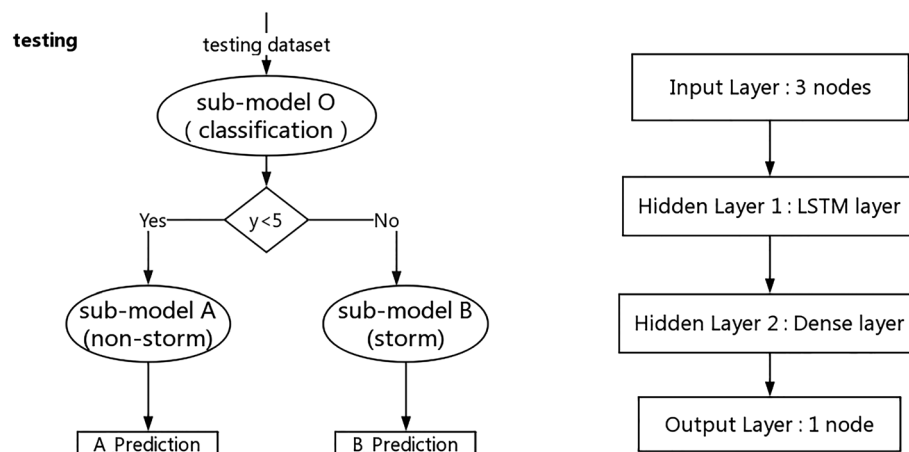 testing
testing dataset
sub-model O
( classification )
Yes
y<5
No
sub-model A
(non-storm)
sub-model B
(storm)
A Prediction
B Prediction
Input Layer : 3 nodes
Hidden Layer 1 : LSTM layer
Hidden Layer 2 : Dense layer
Output Layer : 1 node